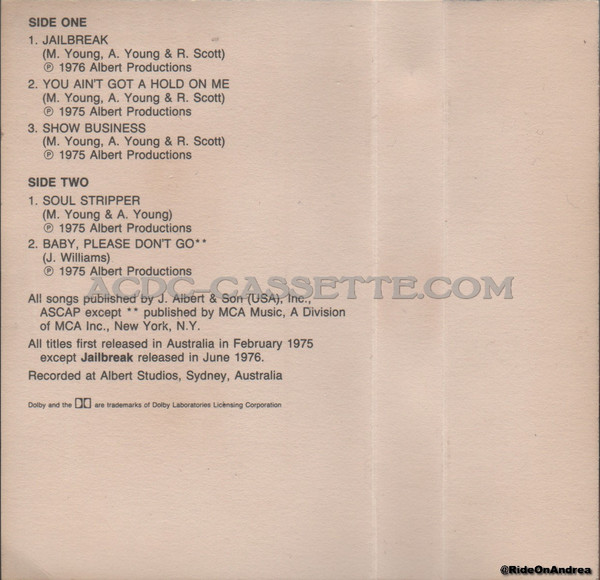 SIDE ONE
1. JAILBREAK
(M. Young, A. Young & R. Scott)
℗ 1976 Albert Productions
2. YOU AIN'T GOT A HOLD ON ME
(M. Young, A. Young & R. Scott)
℗ 1975 Albert Productions
3. SHOW BUSINESS
(M. Young, A. Young & R. Scott)
℗ 1975 Albert Productions
SIDE TWO
1. SOUL STRIPPER
(M. Young & A. Young)
℗ 1975 Albert Productions
2. BABY, PLEASE DON'T GO**
(J. Williams)
℗ 1975 Albert Productions
ACDC-CASSETTE.COM
All songs published by J. Albert & Son (USA), Inc.,
ASCAP except ** published by MCA Music, A Division
of MCA Inc., New York, N.Y.
All titles first released in Australia in February 1975
except Jailbreak released in June 1976.
Recorded at Albert Studios, Sydney, Australia
Dolby and the are trademarks of Dolby Laboratories Licensing Corporation
@RideOnAndrea